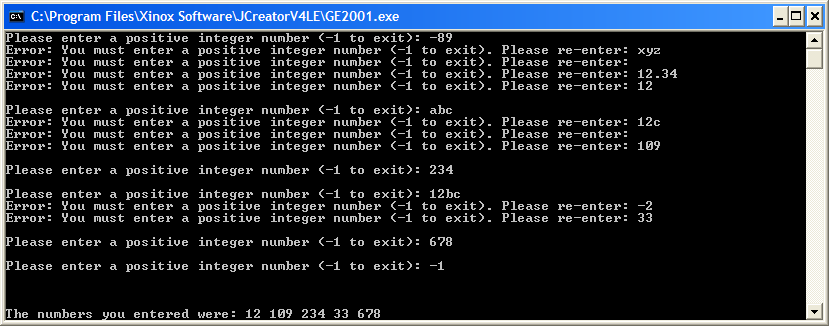 C:\Program Files\Xinox Software\JCreatorV4LE\GE2001.exe
Please enter a positive integer number (-1 to exit): -89
Error: You must enter a positive integer number (-1 to exit). Please re-enter: xyz
Error: You must enter a positive integer number (-1 to exit). Please re-enter:
Error: You must enter a positive integer number (-1 to exit). Please re-enter: 12.34
Error: You must enter a positive integer number (-1 to exit). Please re-enter: 12
Please enter a positive integer number (-1 to exit): abc
Error: You must enter a positive integer number (-1 to exit). Please re-enter: 12c
Error: You must enter a positive integer number (-1 to exit). Please re-enter:
Error: You must enter a positive integer number (-1 to exit). Please re-enter: 109
Please enter a positive integer number (-1 to exit): 234
Please enter a positive integer number (-1 to exit): 12bc
Error: You must enter a positive integer number (-1 to exit). Please re-enter: -2
Error: You must enter a positive integer number (-1 to exit). Please re-enter: 33
Please enter a positive integer number (-1 to exit): 678
Please enter a positive integer number (-1 to exit): -1
The numbers you entered were: 12 109 234 33 678